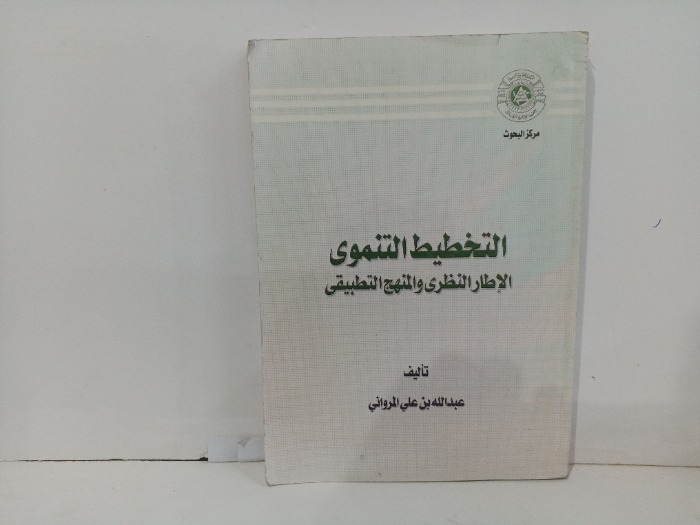 مركز البحوث
التخطيط التنموى
الإطار النظرى والمنهج التطبيقى
تأليف
عبدالله بن علي المرواني